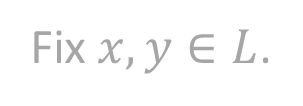 Fix 𝑥, 𝑦 ∈ 𝐿.